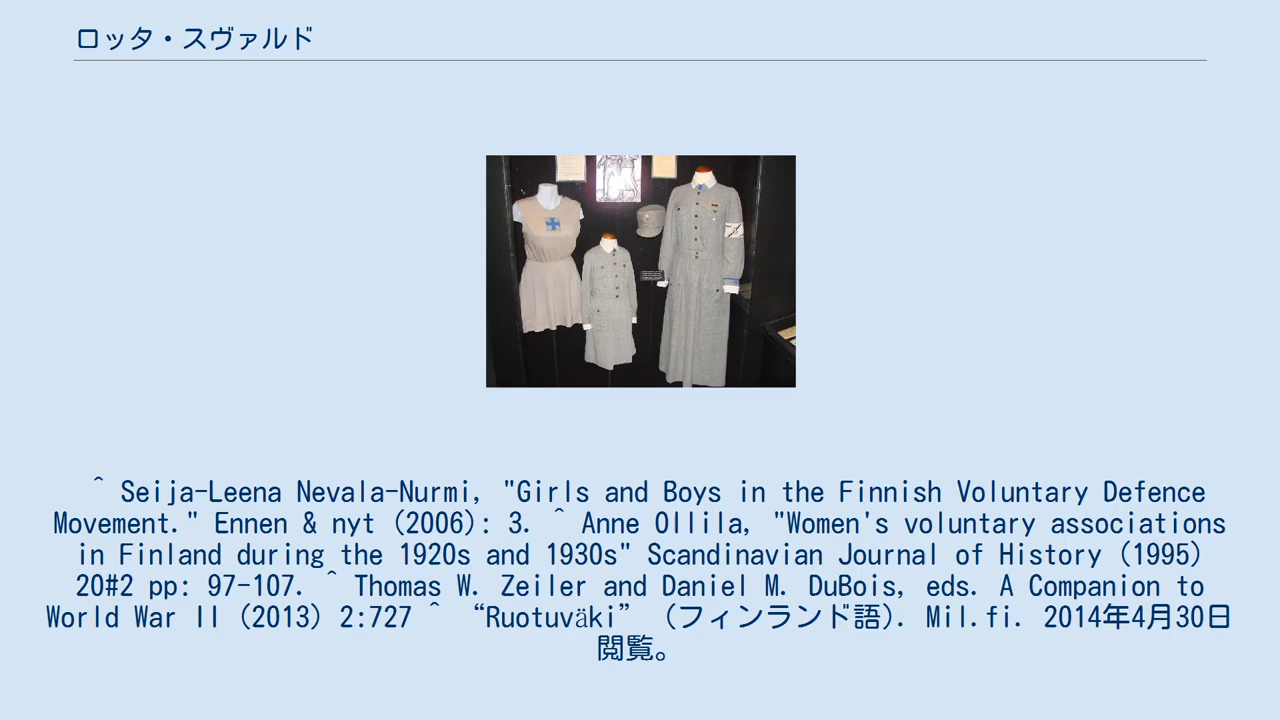 ロッタ・スヴァルド
^ Seija-Leena Nevala-Nurmi, "Girls and Boys in the Finnish Voluntary Defence
Movement." Ennen & nyt (2006): 3. ^ Anne Ollila, "Women's voluntary associations
in Finland during the 1920s and 1930s" Scandinavian Journal of History (1995)
20#2 pp: 97-107. ^ Thomas W. Zeiler and Daniel M. DuBois, eds. A Companion to
World War II (2013) 2:727 ^ “Ruotuväki” (フィンランド語). Mil.fi. 2014年4月30日
閲覧。